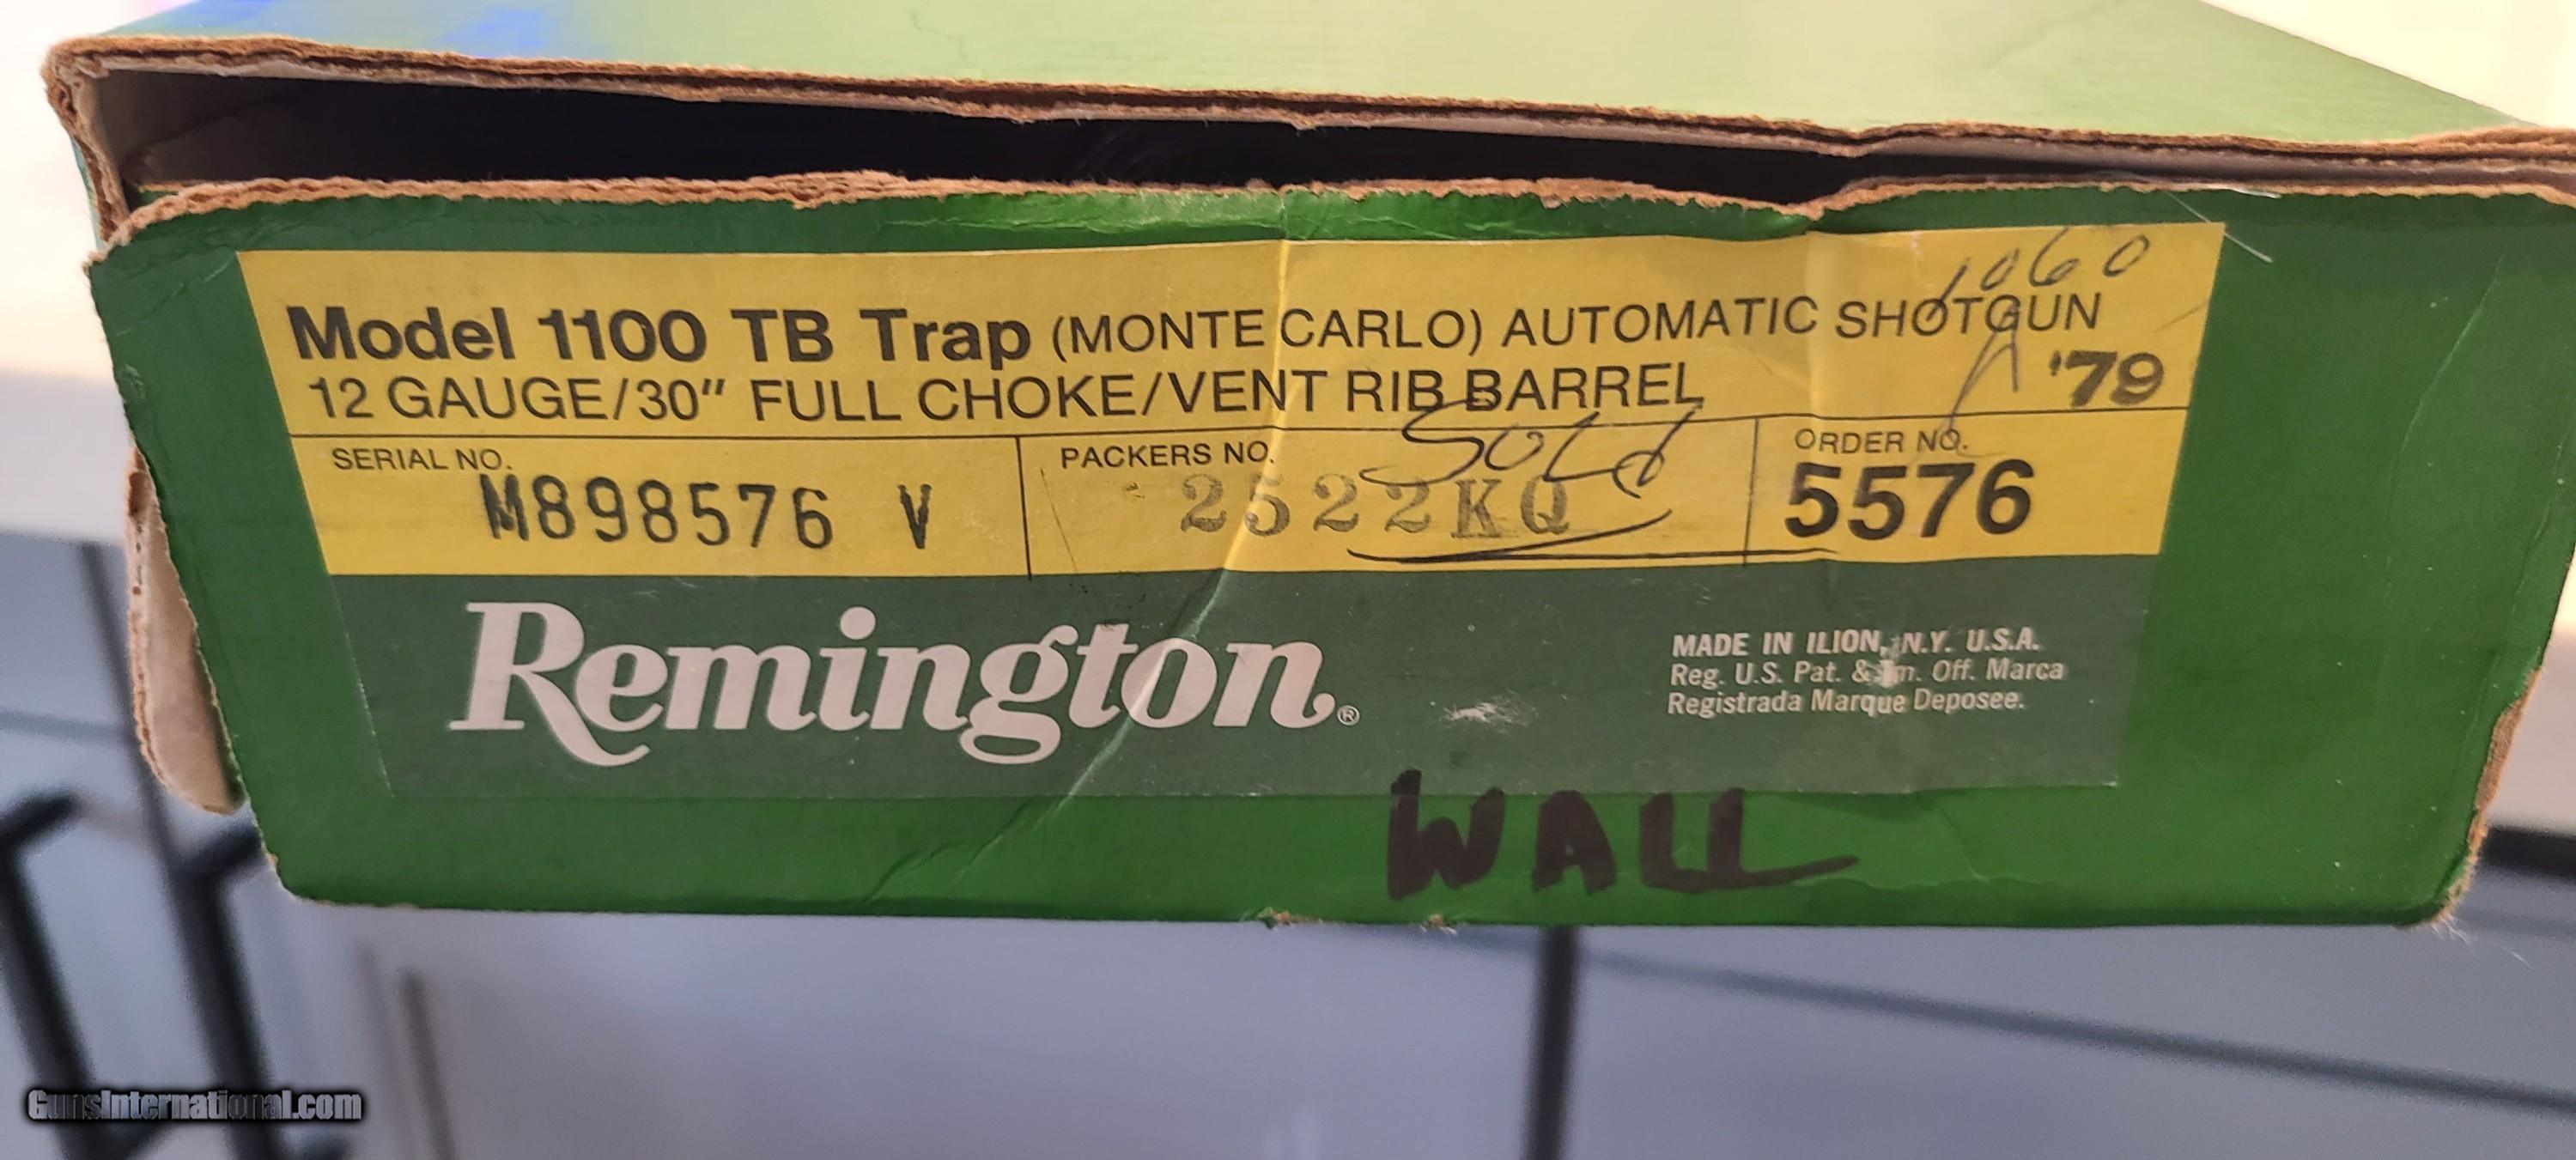 1060
A
Model 1100 TB Trap (MONTE CARLO) AUTOMATIC SHOTGUN
12 GAUGE/30" FULL CHOKE/VENT RIB BARREL '79
SERIAL NO. PACKERS NO. ORDER NO.
Sold
M898576 V 2522KQ 5576
Remington®
MADE IN ILION, N.Y. U.S.A.
Reg. U.S. Pat. & Tm. Off. Marca
Registrada Marque Deposee.
WALL
GunsInternational.com